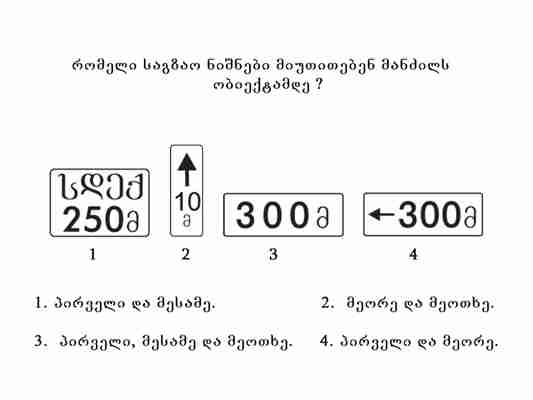 რომელი საგზაო ნიშნები მიუთითებენ მანძილს
ობიექტამდე ?
სდექ
250მ
10
მ
300მ
300მ
1 2 3 4
1. პირველი და მესამე. 2. მეორე და მეოთხე.
3. პირველი, მესამე და მეოთხე. 4. პირველი და მეორე.